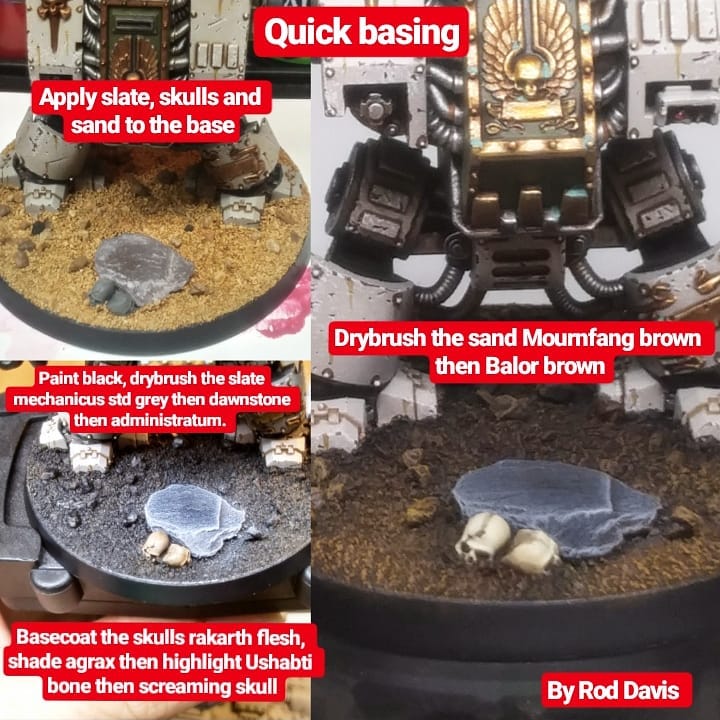 Quick basing
Apply slate, skulls and
sand to the base
Paint black, drybrush the slate
mechanicus std grey then dawnstone
then administratum.
Basecoat the skulls rakarth flesh,
shade agrax then highlight Ushabti
bone then screaming skull
Drybrush the sand Mournfang brown
then Balor brown
By Rod Davis